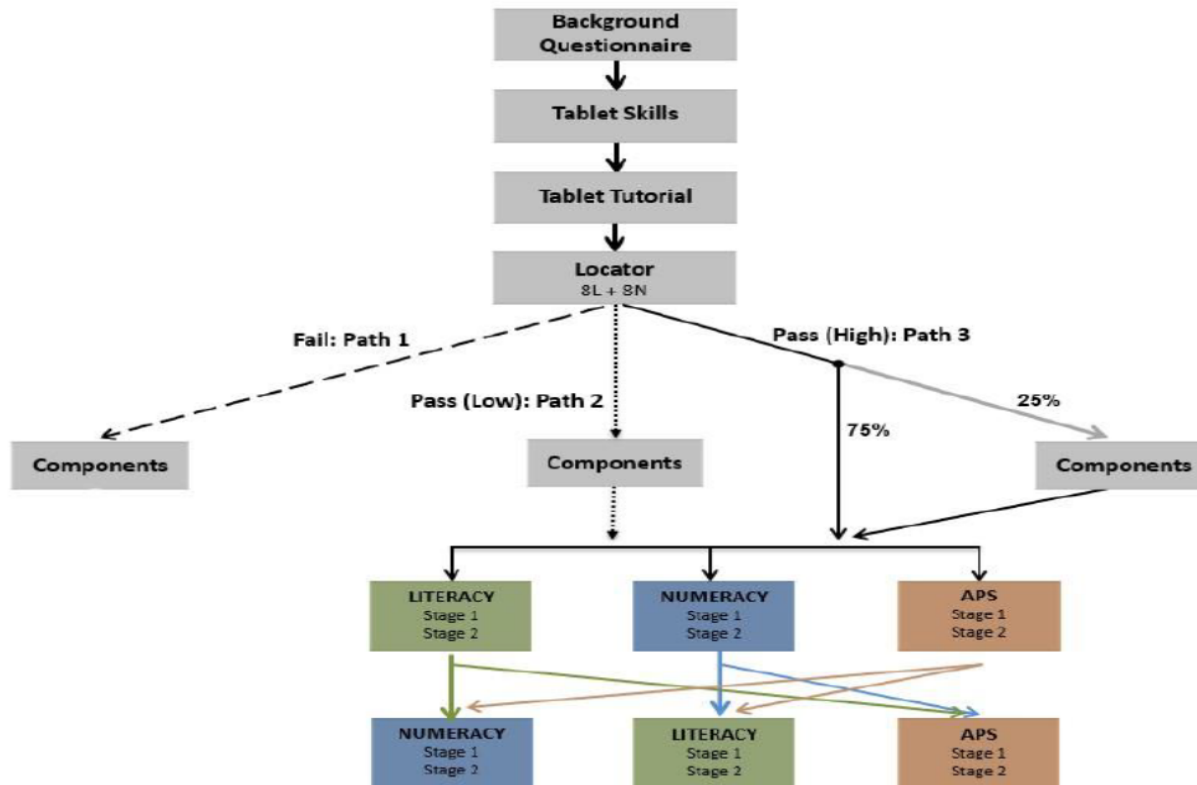 Background
Questionnaire
Tablet Skills
Tablet Tutorial
Locator
8L + 8N
Fail: Path 1
Pass (High): Path 3
Pass (Low): Path 2
25%
75%
Components
Components
Components
LITERACY
Stage 1
Stage 2
NUMERACY
Stage 1
Stage 2
APS
Stage 1
Stage 2
NUMERACY
Stage 1
Stage 2
LITERACY
Stage 1
Stage 2
APS
Stage 1
Stage 2